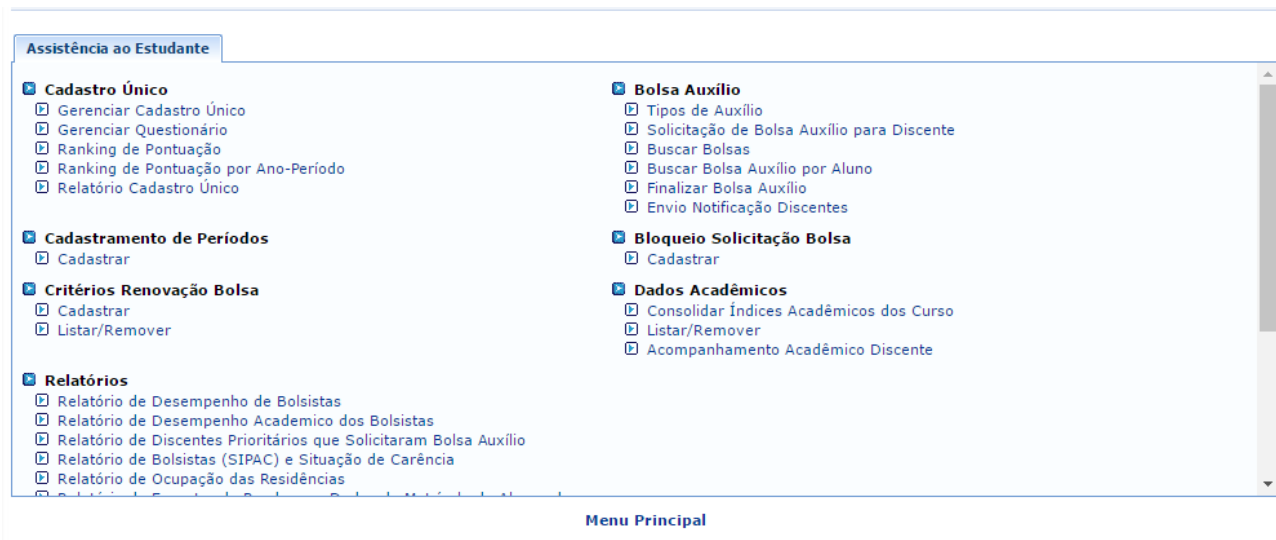 Assistência ao Estudante
Cadastro Único
Gerenciar Cadastro Único
Gerenciar Questionário
Ranking de Pontuação
Ranking de Pontuação por Ano-Período
Relatório Cadastro Único
Bolsa Auxílio
Tipos de Auxílio
Solicitação de Bolsa Auxílio para Discente
Buscar Bolsas
Buscar Bolsa Auxílio por Aluno
Finalizar Bolsa Auxílio
Envio Notificação Discentes
Cadastramento de Períodos
Cadastrar
Bloqueio Solicitação Bolsa
Cadastrar
Critérios Renovação Bolsa
Cadastrar
Listar/Remover
Dados Acadêmicos
Consolidar Índices Acadêmicos dos Curso
Listar/Remover
Acompanhamento Acadêmico Discente
Relatórios
Relatório de Desempenho de Bolsistas
Relatório de Desempenho Academico dos Bolsistas
Relatório de Discentes Prioritários que Solicitaram Bolsa Auxílio
Relatório de Bolsistas (SIPAC) e Situação de Carência
Relatório de Ocupação das Residências
Menu Principal